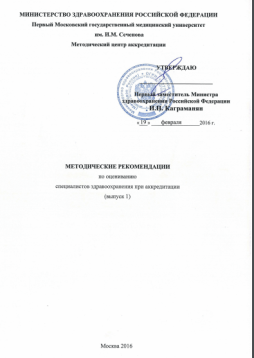 МИНИСТЕРСТВО ЗДРАВООХРАНЕНИЯ РОССИЙСКОЙ ФЕДЕРАЦИИ
Первый Московский государственный медицинский университет
им. И.М. Сеченова
Методический центр аккредитации
УТВЕРЖДАЮ
Первый заместитель Министра
здравоохранения Российской Федерации
И.Н. Каграманян
« 19 » февраля 2016 г.
МЕТОДИЧЕСКИЕ РЕКОМЕНДАЦИИ
по оцениванию
специалистов здравоохранения при аккредитации
(выпуск 1)
Москва 2016